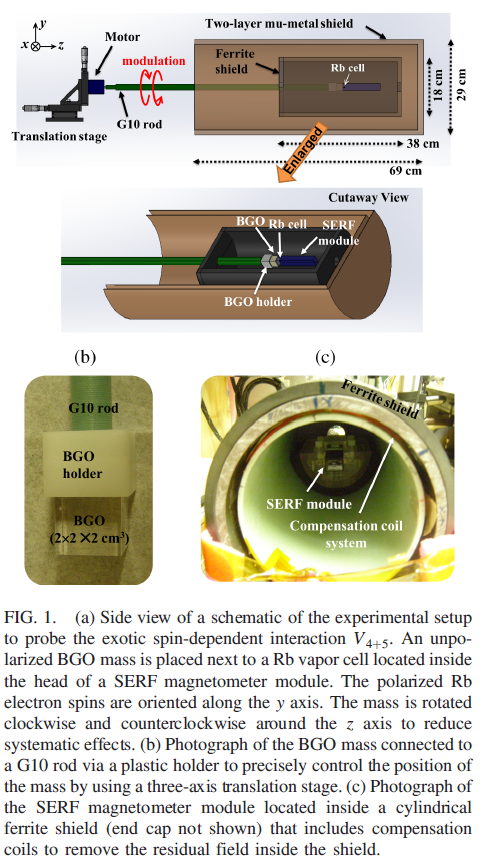 y
x
z
Motor
modulation
G10 rod
Translation stage
Two-layer mu-metal shield
Ferrite
shield
Rb cell
18 cm
29 cm
38 cm
69 cm
Enlarged
Cutaway View
BGO Rb cell SERF
module
BGO holder
(b)
G10 rod
BGO
holder
BGO
(2×2 ×2 cm³)
(c)
Ferrite shield
SERF module
Compensation coil
system
FIG. 1. (a) Side view of a schematic of the experimental setup
to probe the exotic spin-dependent interaction V₄₊₅. An unpo-
larized BGO mass is placed next to a Rb vapor cell located inside
the head of a SERF magnetometer module. The polarized Rb
electron spins are oriented along the y axis. The mass is rotated
clockwise and counterclockwise around the z axis to reduce
systematic effects. (b) Photograph of the BGO mass connected to
a G10 rod via a plastic holder to precisely control the position of
the mass by using a three-axis translation stage. (c) Photograph of
the SERF magnetometer module located inside a cylindrical
ferrite shield (end cap not shown) that includes compensation
coils to remove the residual field inside the shield.